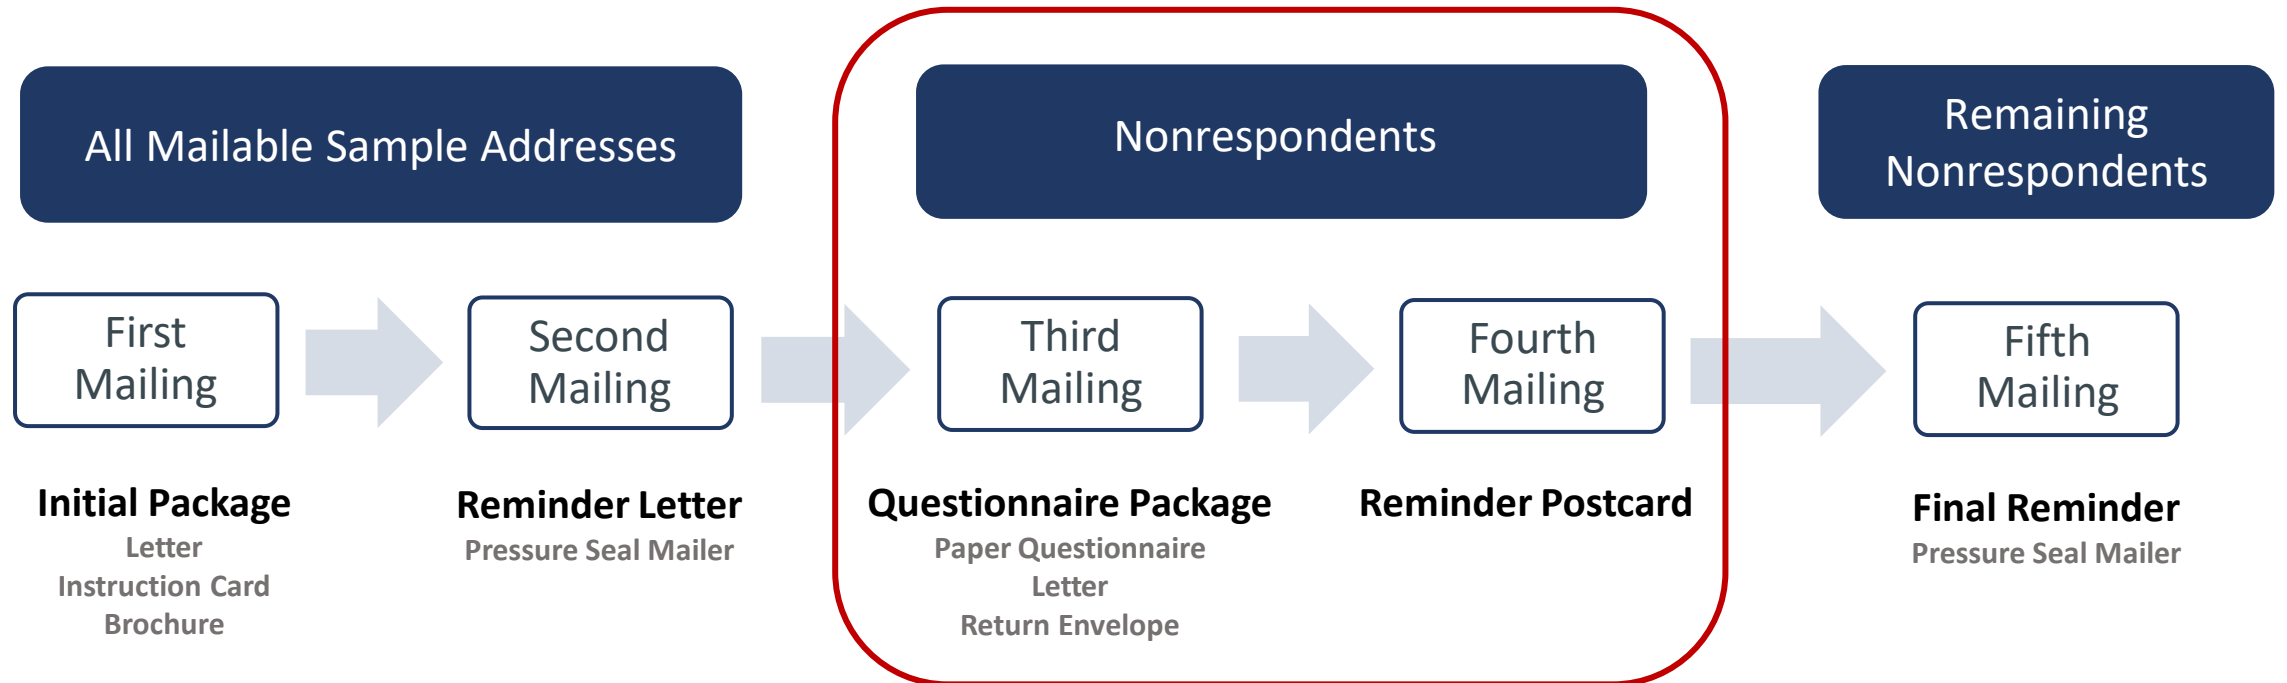 All Mailable Sample Addresses
Nonrespondents
Remaining
Nonrespondents
First
Mailing
Second
Mailing
Third
Mailing
Fourth
Mailing
Fifth
Mailing
Initial Package
Letter
Instruction Card
Brochure
Reminder Letter
Pressure Seal Mailer
Questionnaire Package
Paper Questionnaire
Letter
Return Envelope
Reminder Postcard
Final Reminder
Pressure Seal Mailer